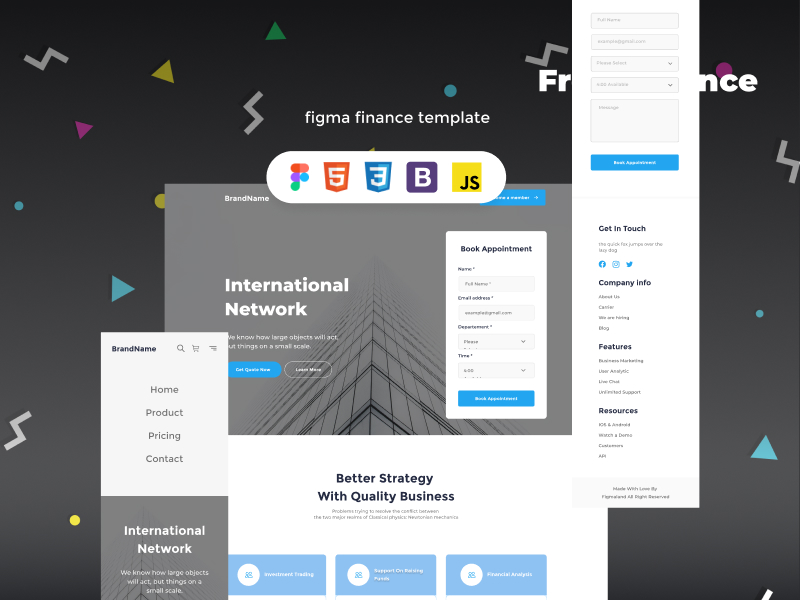 Fr
nce
figma finance template
5
3
B
JS
BrandName
e a member
International
Network
We know how large objects will act,
but things on a small scale.
Get Quote Now
Learn More
Book Appointment
Name *
Full Name *
Email address *
example@gmail.com
Departement *
Please
Time *
4:00
Book Appointment
Better Strategy
With Quality Business
Problems trying to resolve the conflict between
the two major realms of Classical physics: Newtonian mechanics
Investment Trading
Support On Raising
Funds
Financial Analysis
BrandName
Home
Product
Pricing
Contact
International
Network
We know how large objects
will act, but things on a
small scale.
Full Name
example@gmail.com
Please Select
Message
Book Appointment
Get In Touch
the quick fox jumps over the
lazy dog
Company info
About Us
Carrier
We are hiring
Blog
Features
Business Marketing
User Analytic
Live Chat
Unlimited Support
Resources
IOS & Android
Watch a Demo
Customers
API
Made With Love By
Figmaland All Right Reserved